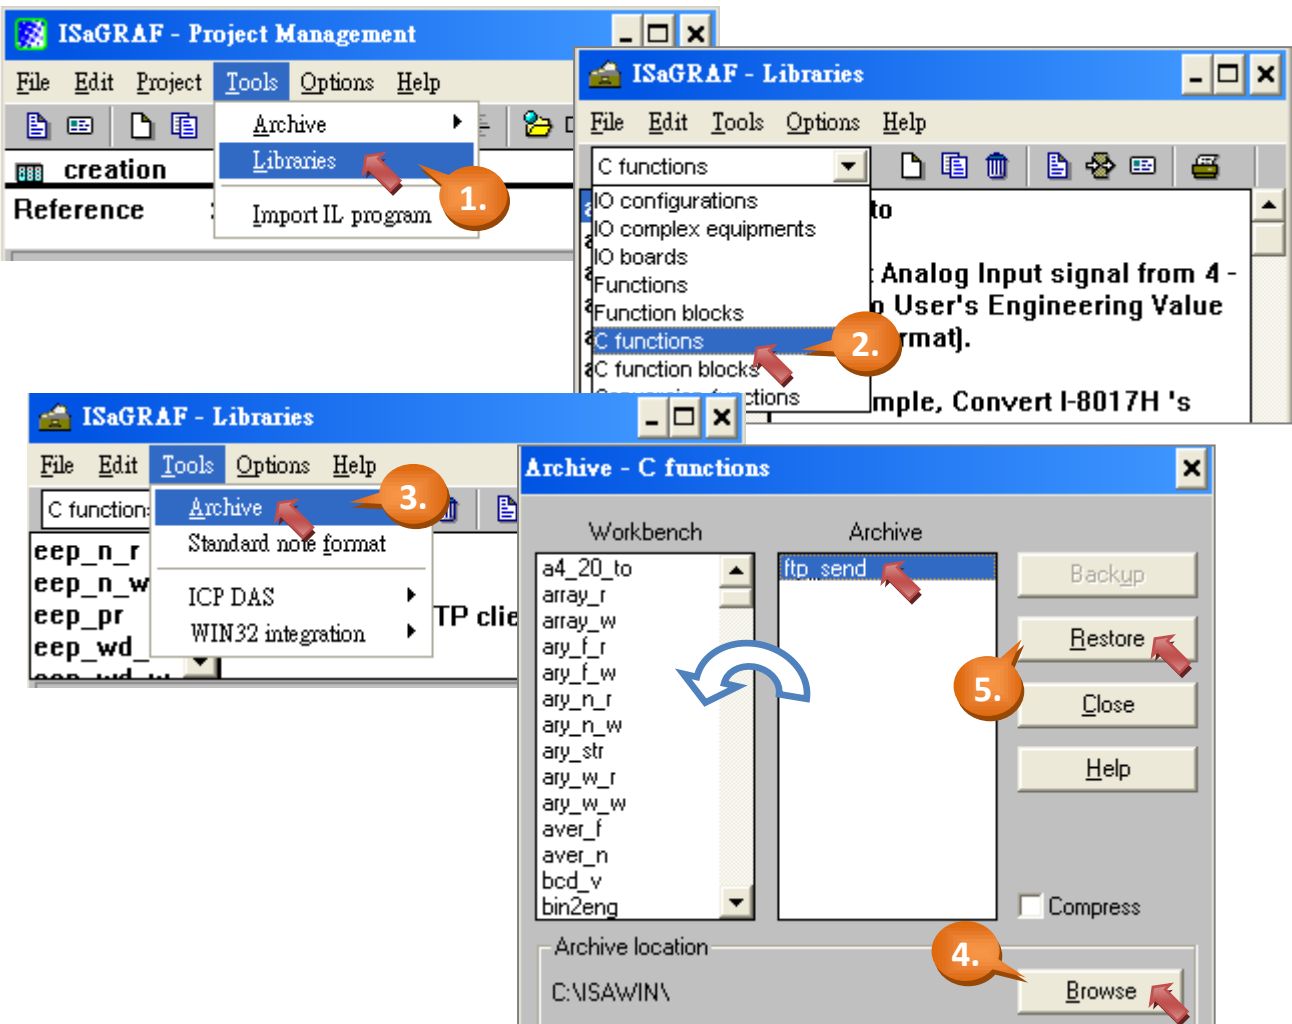 ISaGRAF - Project Management
File Edit Project Tools Options Help
Archive
Libraries
Import IL program
creation
Reference :
1.
ISaGRAF - Libraries
File Edit Tools Options Help
C functions
IO configurations
IO complex equipments
IO boards
Functions
Function blocks
C functions
C function blocks
to
Analog Input signal from 4 -
User's Engineering Value
rmat).
mple, Convert I-8017H 's
2.
ISaGRAF - Libraries
File Edit Tools Options Help
C function
Archive
Standard note format
ICP DAS
WIN32 integration
eep_n_r
eep_n_w
eep_pr
eep_wd_
TP clie
3.
Archive - C functions
Workbench
Archive
a4_20_to
array_r
array_w
ary_f_r
ary_f_w
ary_n_r
ary_n_w
ary_str
ary_w_r
ary_w_w
aver_f
aver_n
bcd_v
bin2eng
ftp_send
Backup
Restore
5.
Close
Help
Compress
Archive location
C:\ISAWIN\
4.
Browse